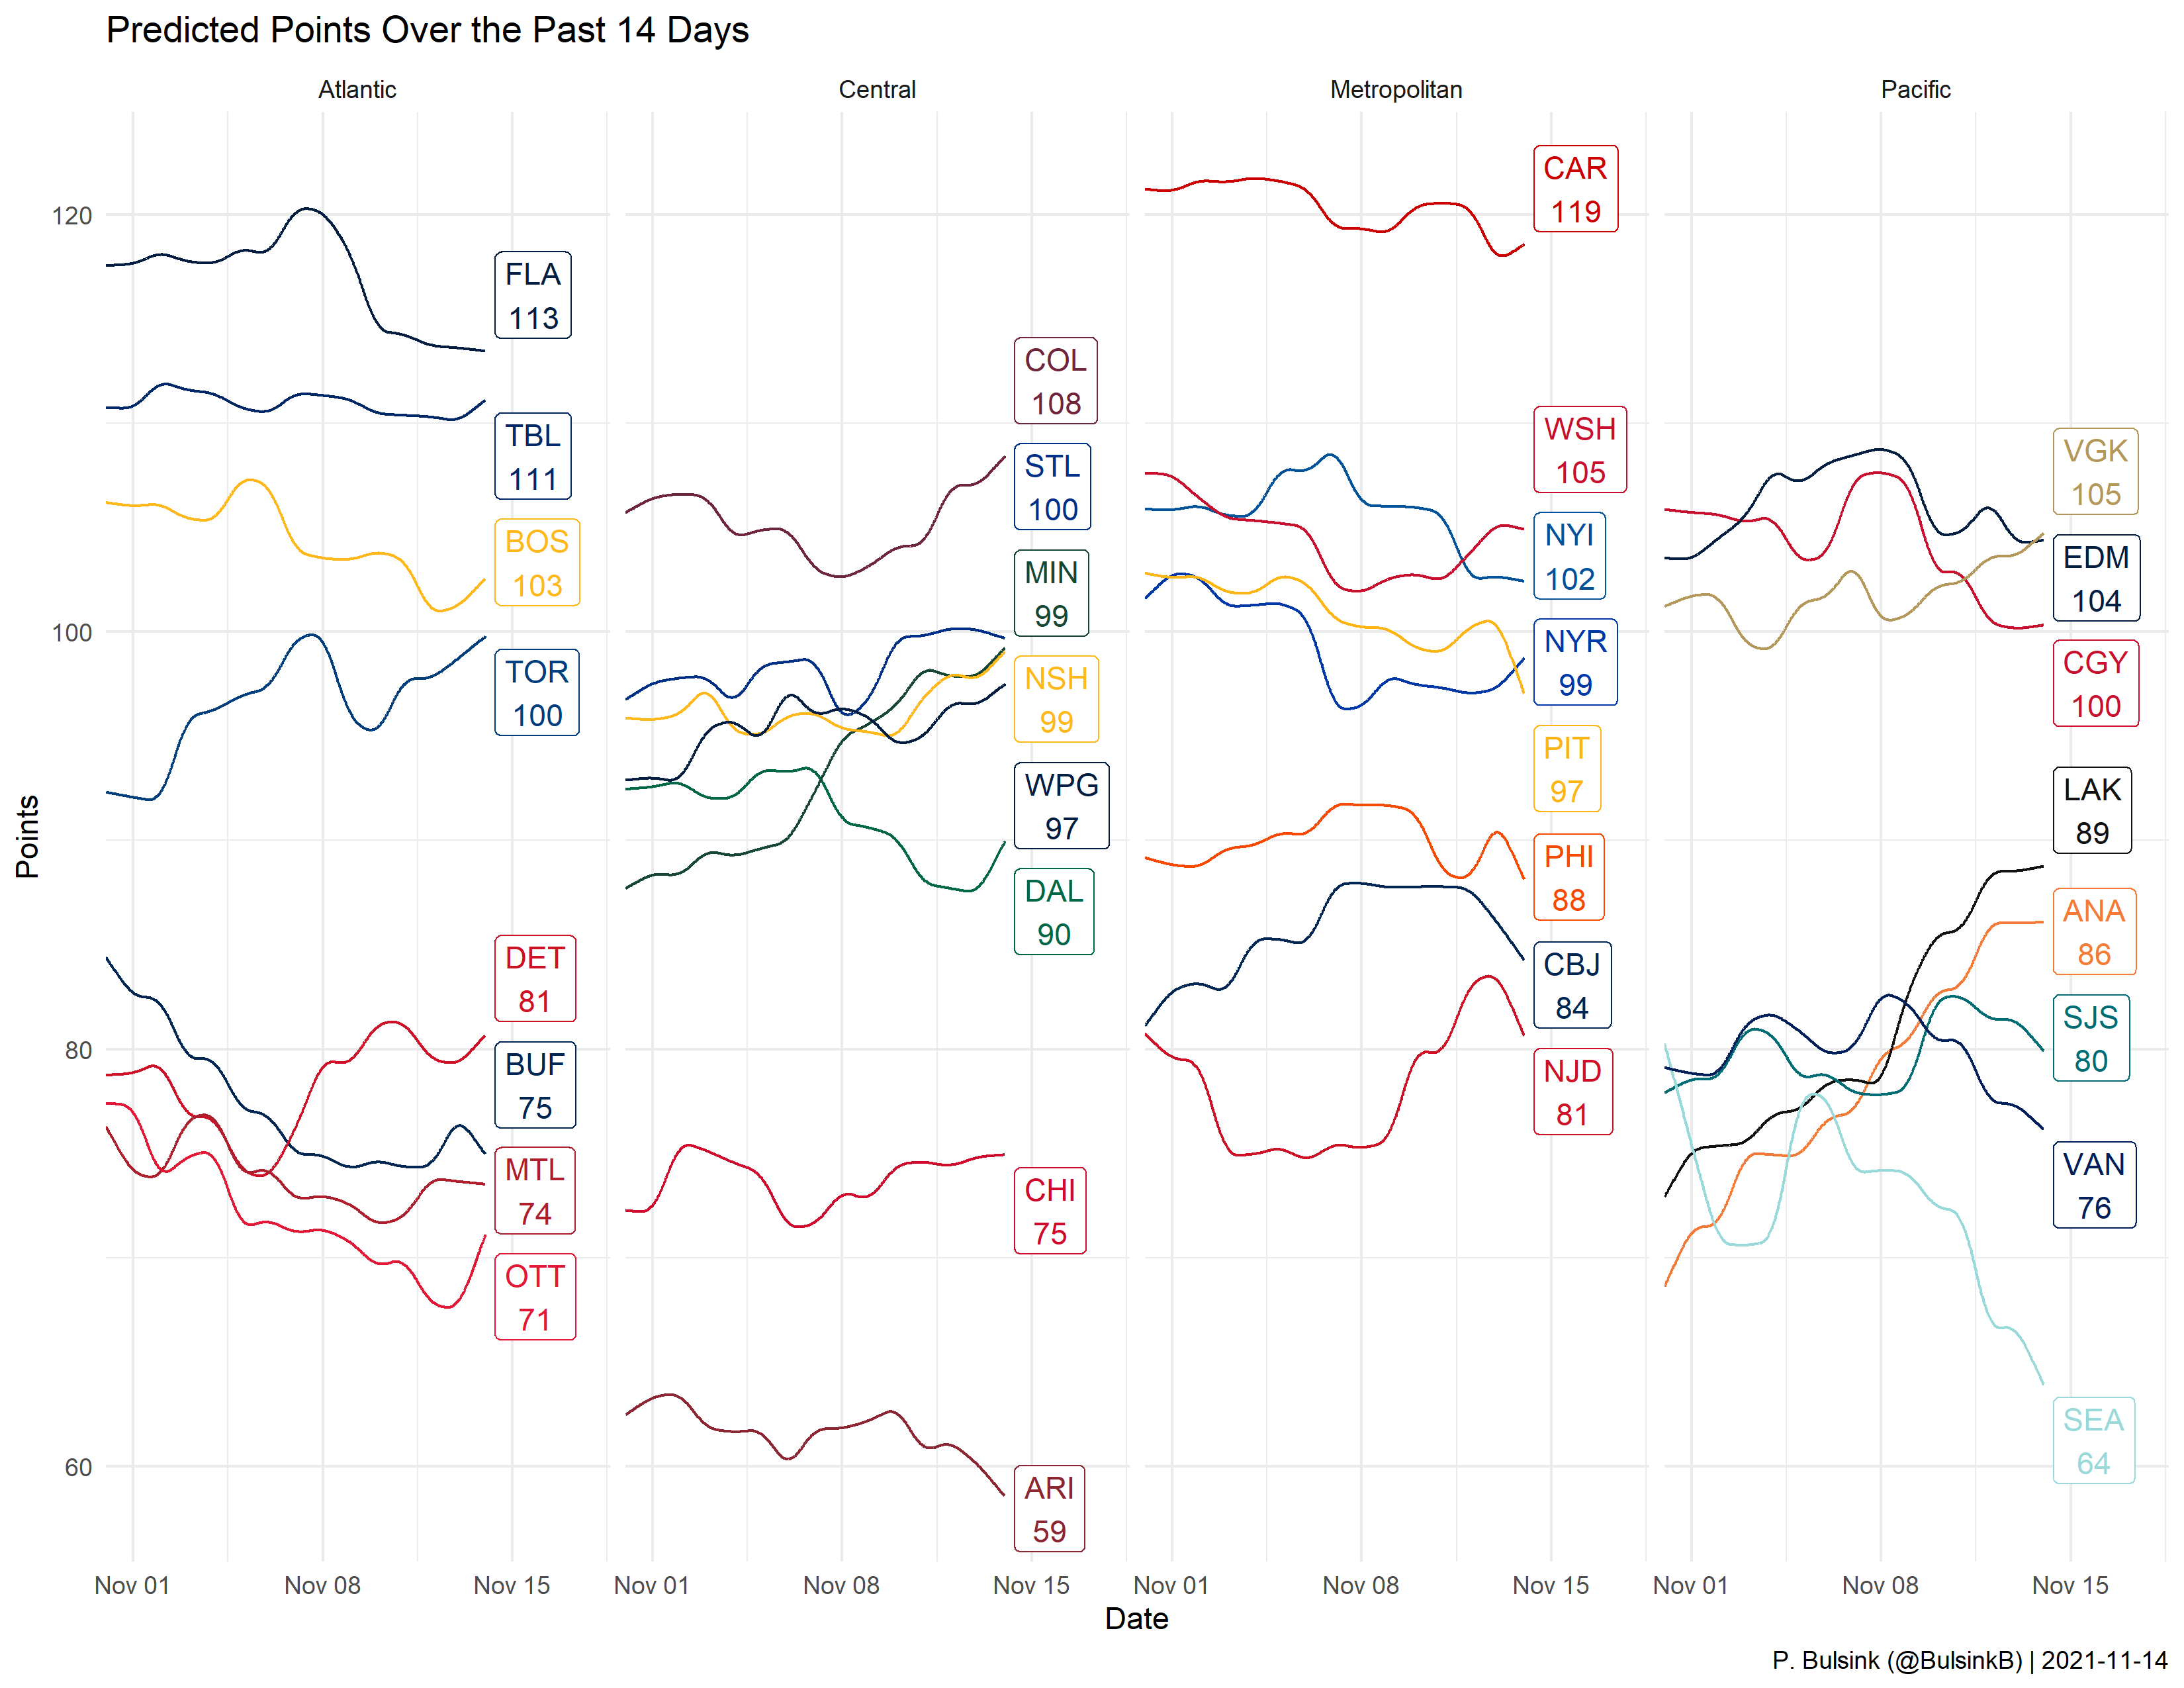 Predicted Points Over the Past 14 Days
Atlantic
Central
Metropolitan
Pacific
Points
120
100
80
60
FLA
113
TBL
111
BOS
103
TOR
100
DET
81
BUF
75
MTL
74
OTT
71
COL
108
STL
100
MIN
99
NSH
99
WPG
97
DAL
90
CHI
75
ARI
59
CAR
119
WSH
105
NYI
102
NYR
99
PIT
97
PHI
88
CBJ
84
NJD
81
VGK
105
EDM
104
CGY
100
LAK
89
ANA
86
SJS
80
VAN
76
SEA
64
Nov 01 Nov 08 Nov 15
Nov 01 Nov 08 Nov 15
Nov 01 Nov 08 Nov 15
Nov 01 Nov 08 Nov 15
Date
P. Bulsink (@BulsinkB) | 2021-11-14